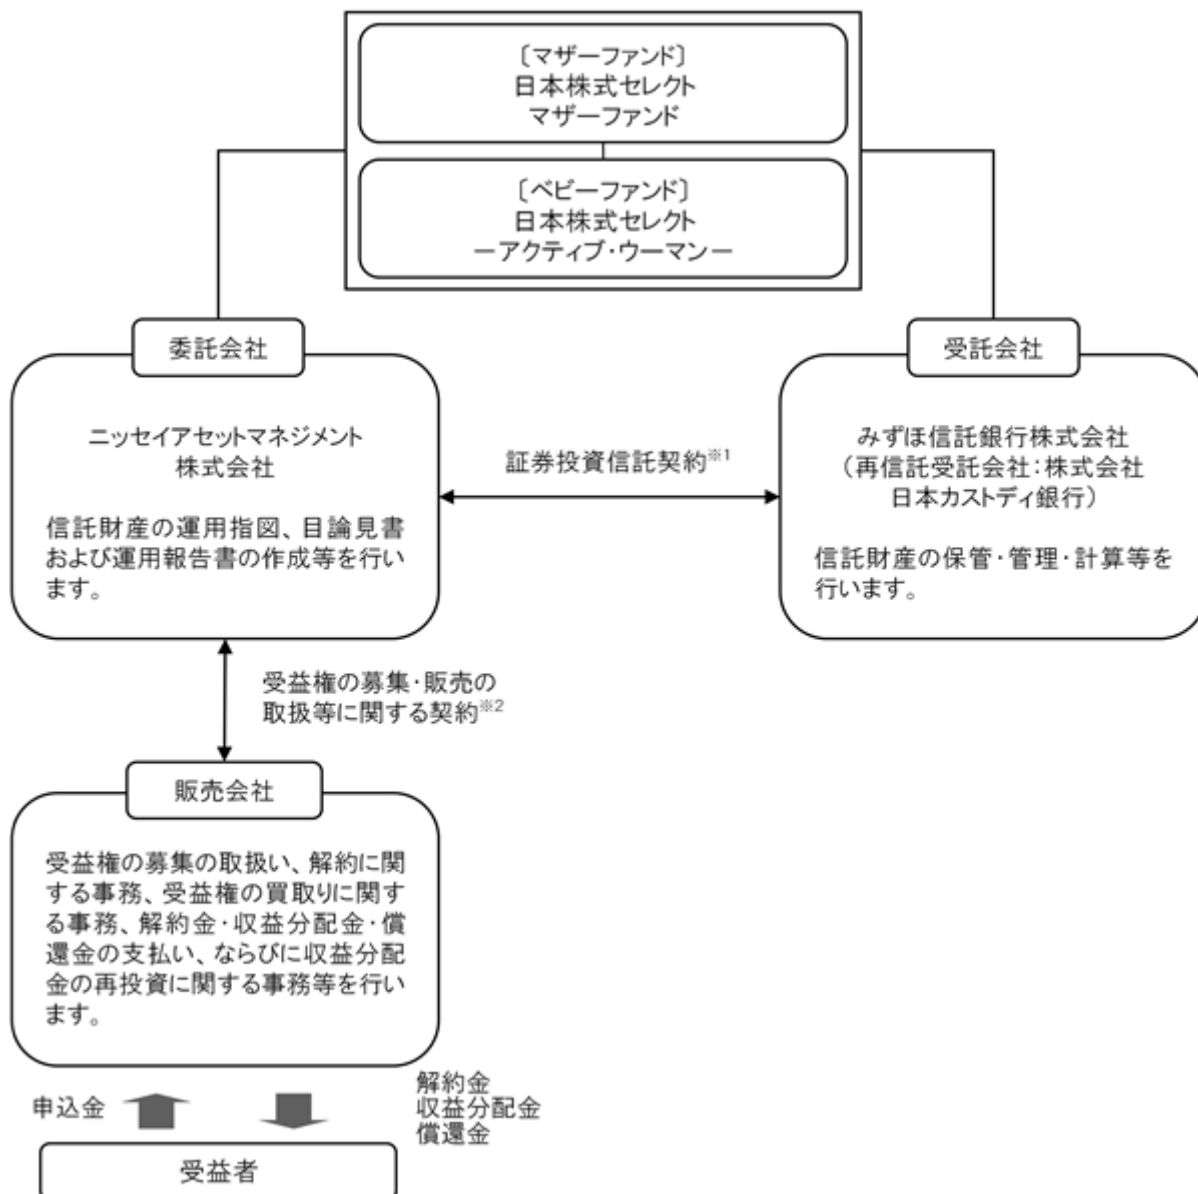 〔マザーファンド〕
日本株式セレクト
マザーファンド
〔ベビーファンド〕
日本株式セレクト
－アクティブ・ウーマン－
委託会社
ニッセイアセットマネジメント
株式会社
信託財産の運用指図、目論見書
および運用報告書の作成等を行い
ます。
証券投資信託契約※1
受託会社
みずほ信託銀行株式会社
（再信託受託会社：株式会社
日本カストディ銀行）
信託財産の保管・管理・計算等を
行います。
受益権の募集・販売の
取扱等に関する契約※2
販売会社
受益権の募集の取扱い、解約に関
する事務、受益権の買取りに関す
る事務、解約金・収益分配金・償
還金の支払い、ならびに収益分配
金の再投資に関する事務等を行い
ます。
申込金
解約金
収益分配金
償還金
受益者